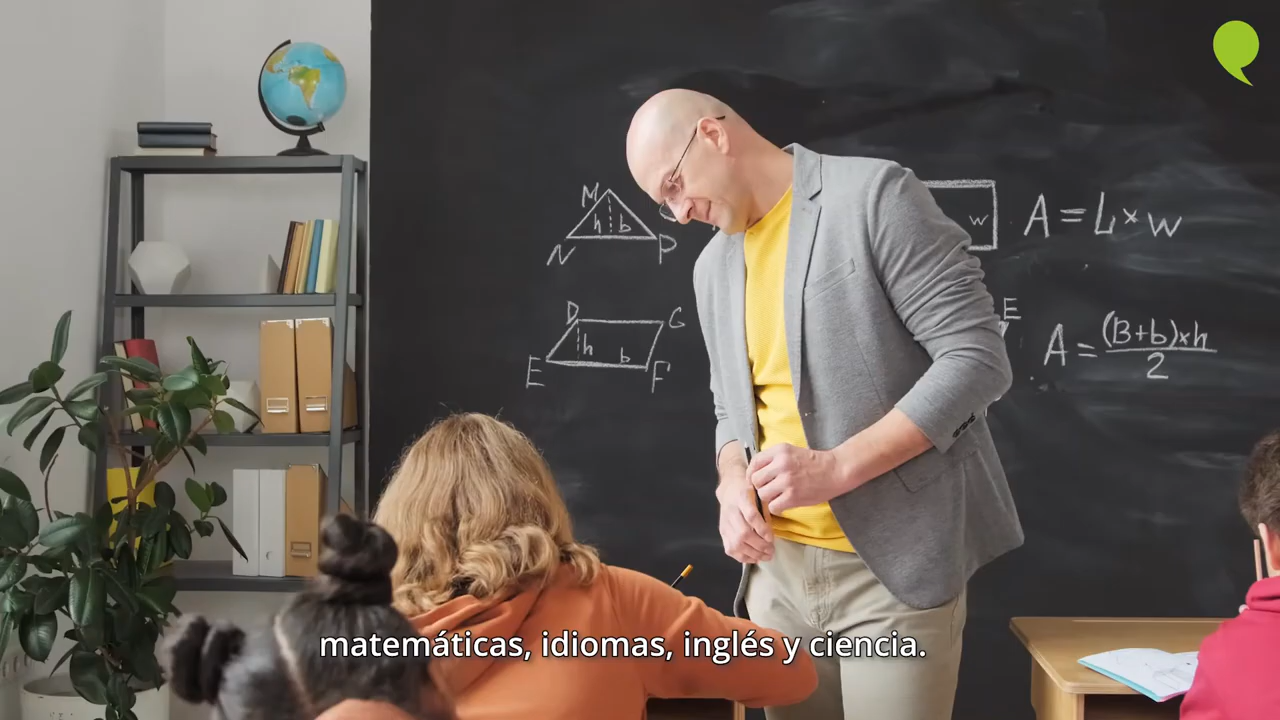 M
h b
N P
w
A = L × w
D G
h b
E F
E
A = (B+b)×h
2
matemáticas, idiomas, inglés y ciencia.